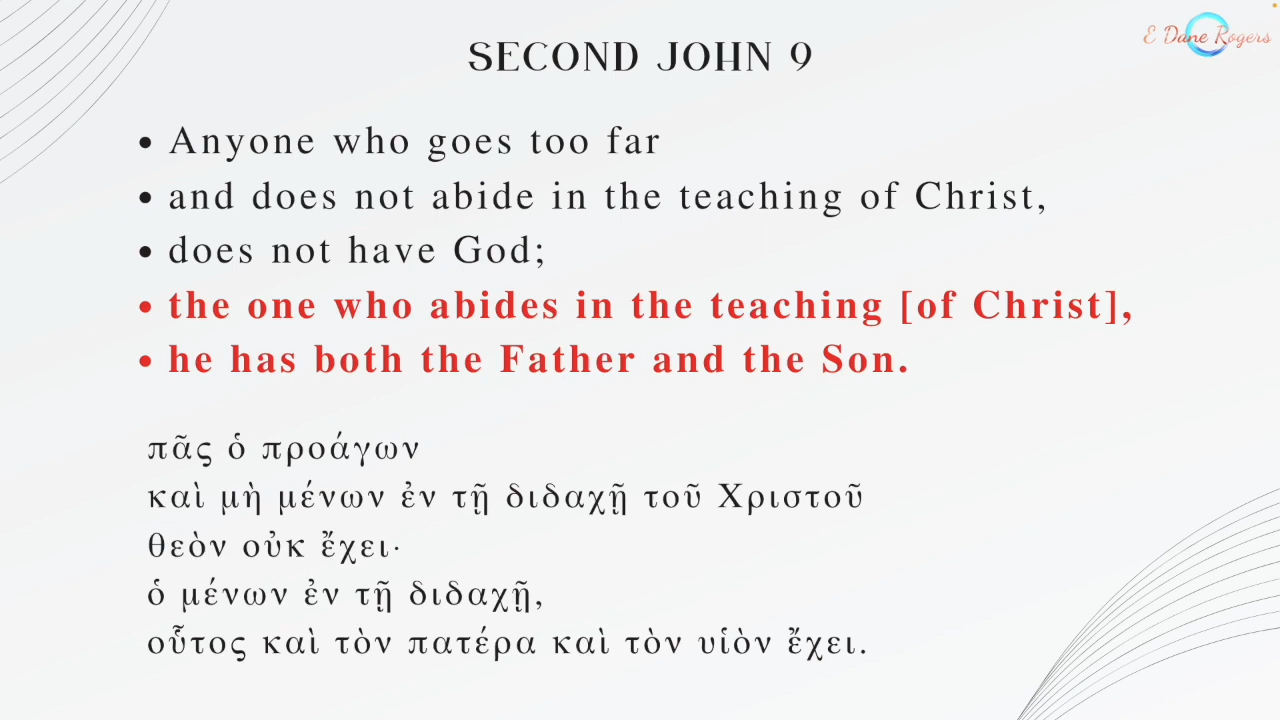 E Dane Rogers
SECOND JOHN 9
• Anyone who goes too far
• and does not abide in the teaching of Christ,
• does not have God;
• the one who abides in the teaching [of Christ],
• he has both the Father and the Son.
πᾶς ὁ προάγων
καὶ μὴ μένων ἐν τῇ διδαχῇ τοῦ Χριστοῦ
θεὸν οὐκ ἔχει·
ὁ μένων ἐν τῇ διδαχῇ,
οὗτος καὶ τὸν πατέρα καὶ τὸν υἱὸν ἔχει.